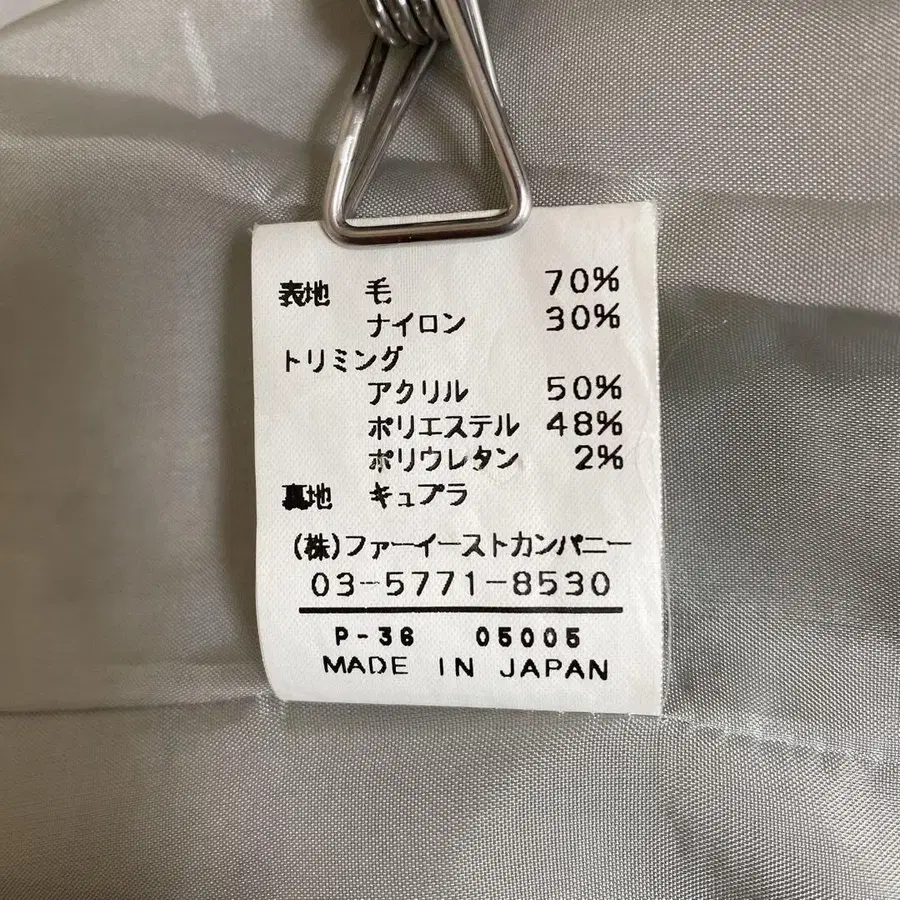 表地 毛 70%
ナイロン 30%
トリミング
アクリル 50%
ポリエステル 48%
ポリウレタン 2%
裏地 キュプラ
(株)ファーイーストカンパニー
03-5771-8530
P-36 05005
MADE IN JAPAN